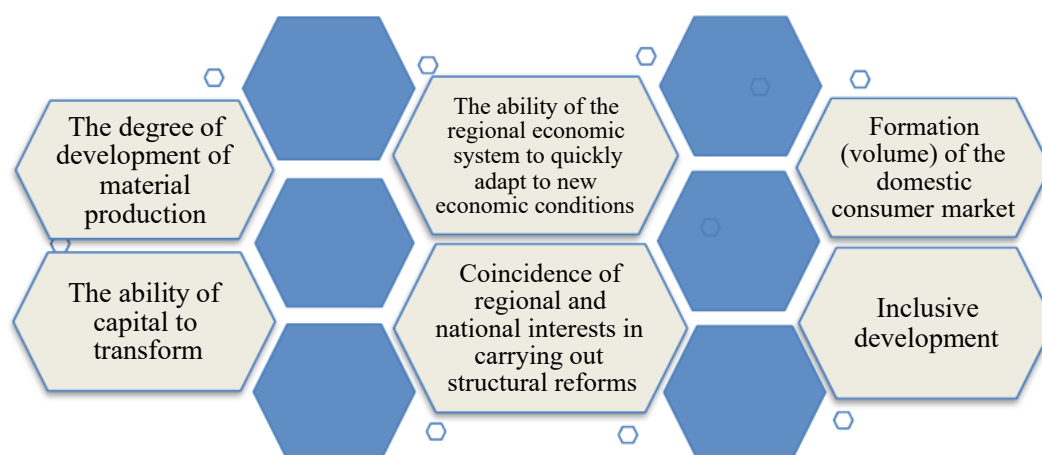 The degree of
development of
material
production
The ability of the
regional economic
system to quickly
adapt to new
economic conditions
Formation
(volume) of the
domestic
consumer market
The ability of
capital to
transform
Coincidence of
regional and
national interests in
carrying out
structural reforms
Inclusive
development